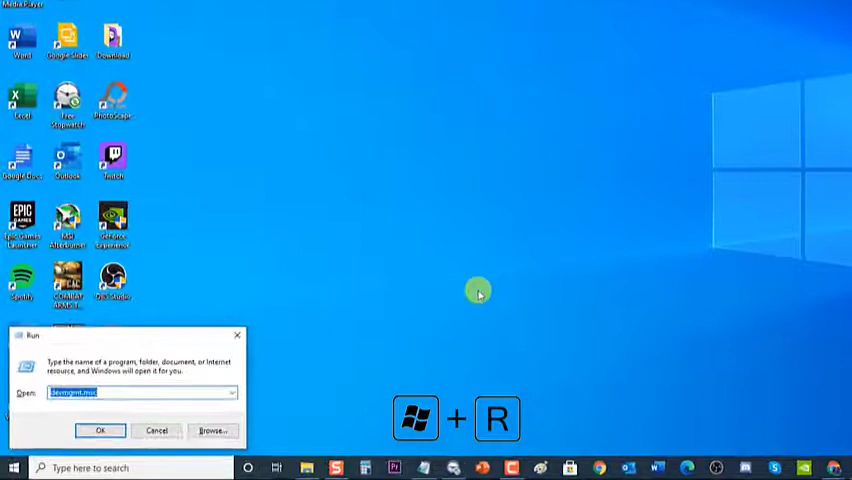 Media Player
Word
Google Slides
Download
Excel
Free
Stopwatch
PhotoScape
Google Docs
Outlook
Twitch
Epic Games
Launcher
MSI
Afterburner
GeForce
Experience
Spotify
COMBAT
ARMS
OBS Studio
Run
Type the name of a program, folder, document, or Internet
resource, and Windows will open it for you.
Open:
devmgmt.msc
OK
Cancel
Browse...
+ R
Type here to search